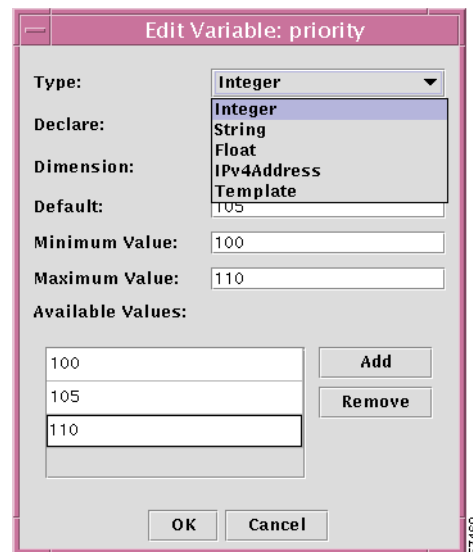 Edit Variable: priority
Type: Integer
Integer
Declare: String
Float
Dimension: IPv4Address
Template
Default: 105
Minimum Value: 100
Maximum Value: 110
Available Values:
100 Add
105 Remove
110
OK Cancel